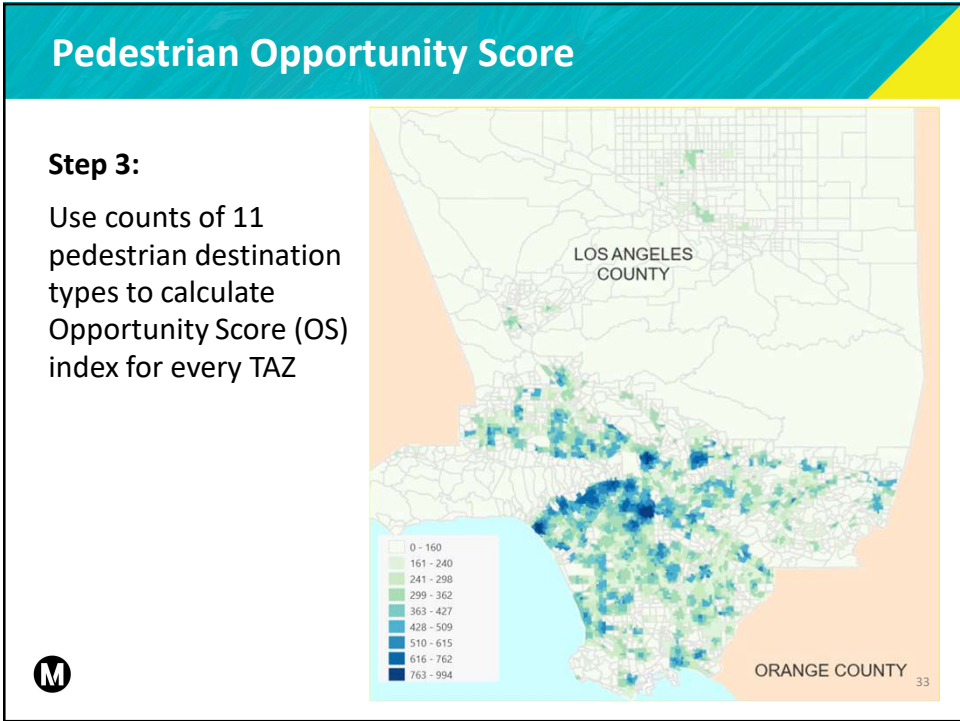 Pedestrian Opportunity Score
Step 3:
Use counts of 11
pedestrian destination
types to calculate
Opportunity Score (OS)
index for every TAZ
LOS ANGELES
COUNTY
0 - 160
161 - 240
241 - 298
299 - 362
363 - 427
428 - 509
510 - 615
616 - 762
763 - 994
ORANGE COUNTY
M
33